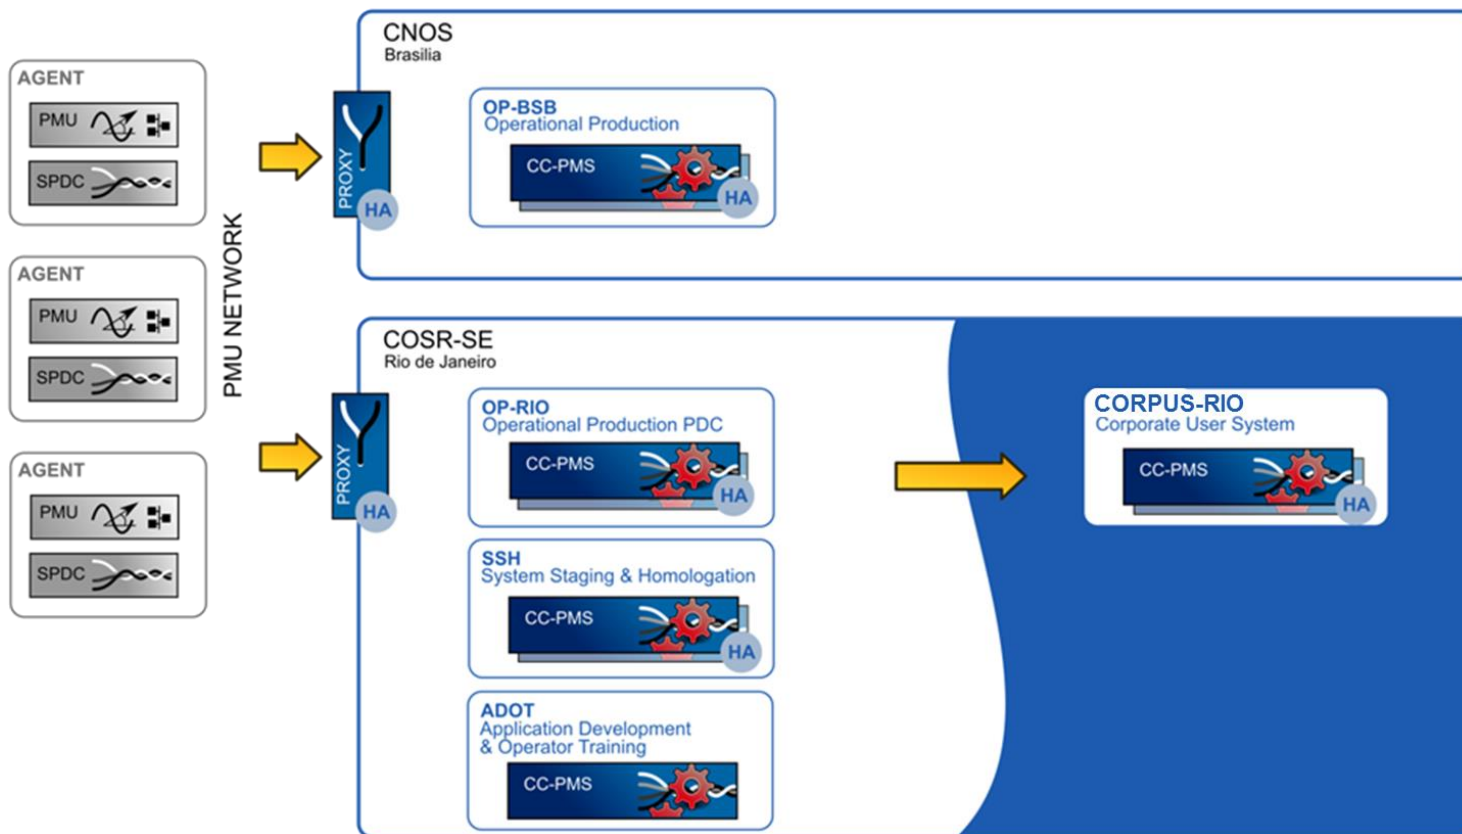 AGENT
PMU
SPDC
AGENT
PMU
SPDC
AGENT
PMU
SPDC
PMU NETWORK
CNOS
Brasilia
PROXY
HA
OP-BSB
Operational Production
CC-PMS
HA
COSR-SE
Rio de Janeiro
PROXY
HA
OP-RIO
Operational Production PDC
CC-PMS
HA
SSH
System Staging & Homologation
CC-PMS
HA
ADOT
Application Development
& Operator Training
CC-PMS
CORPUS-RIO
Corporate User System
CC-PMS
HA